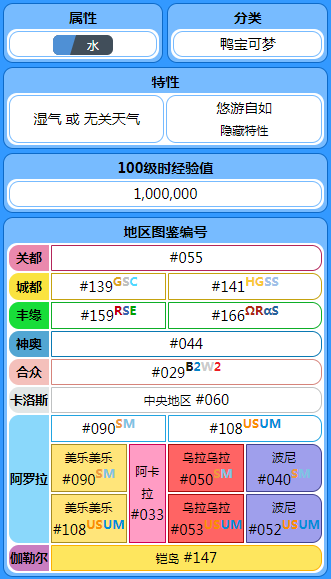 属性 分类
水 鸭宝可梦
特性
湿气 或 无关天气 悠游自如
隐藏特性
100级时经验值
1,000,000
地区图鉴编号
关都 #055
城都 #139GSC #141HGSS
丰缘 #159RSE #166ΩRαS
神奥 #044
合众 #029B2W2
卡洛斯 中央地区 #060
阿罗拉 #090SM #108USUM
美乐美乐
#090SM
阿卡拉
#033
乌拉乌拉
#050SM
波尼
#040SM
美乐美乐
#108USUM
乌拉乌拉
#053USUM
波尼
#052USUM
伽勒尔 铠岛 #147